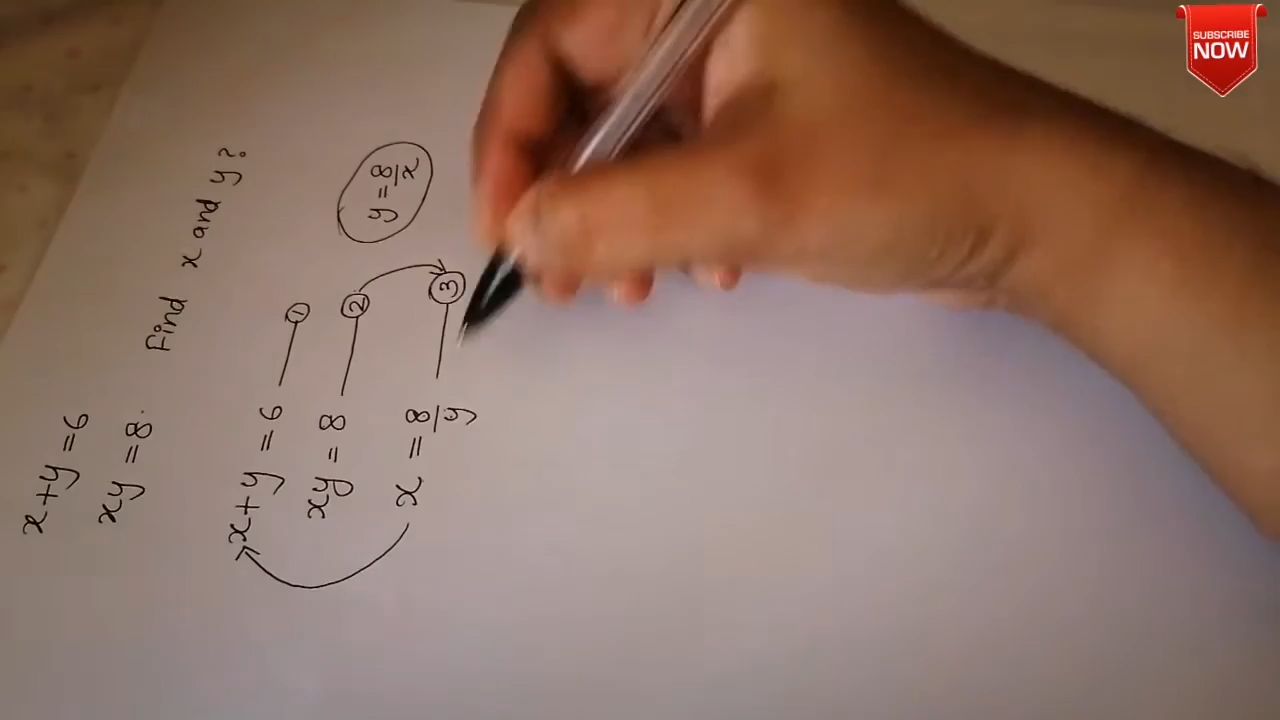 x+y=6
xy=8. Find x and y?
x+y=6 — ①
xy=8 — ②
y=8/x
x=8/y — ③
SUBSCRIBE
NOW